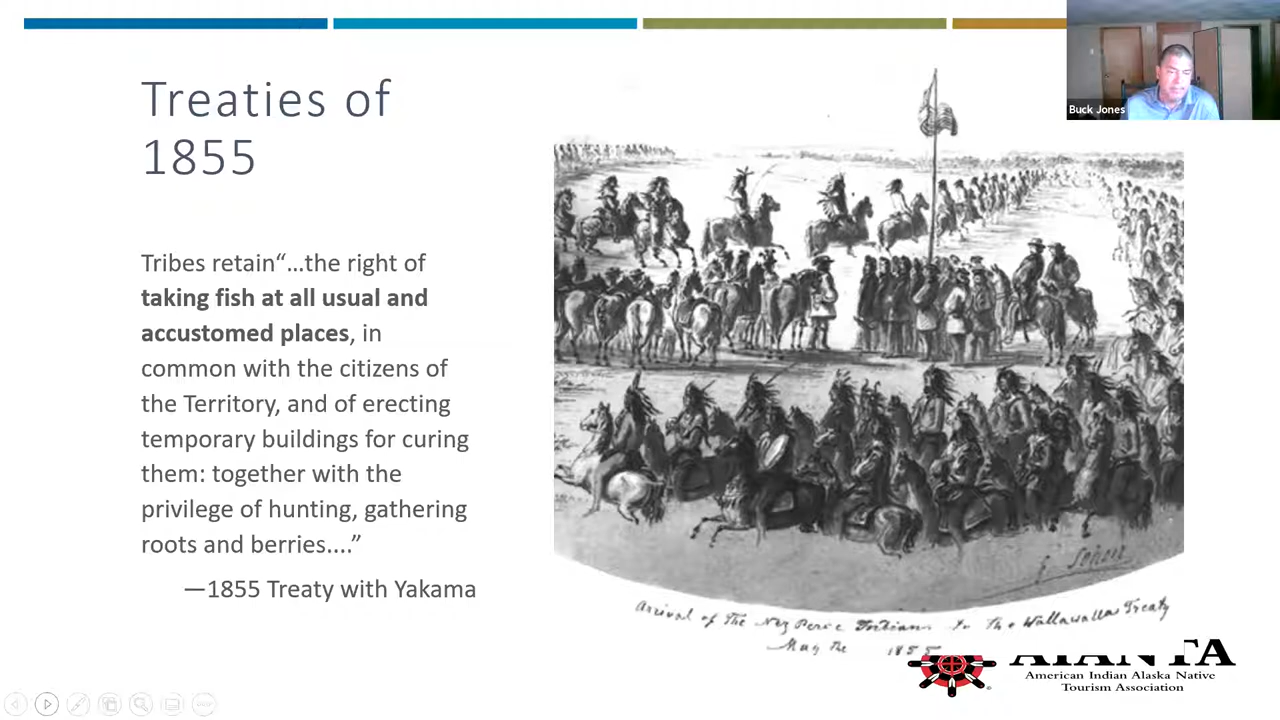 Treaties of
1855
Tribes retain“...the right of
taking fish at all usual and
accustomed places, in
common with the citizens of
the Territory, and of erecting
temporary buildings for curing
them: together with the
privilege of hunting, gathering
roots and berries....”
—1855 Treaty with Yakama
Buck Jones
Arrival of The Nez Perce Indians to the Wallawalla Treaty
May 1855
American Indian Alaska Native
Tourism Association